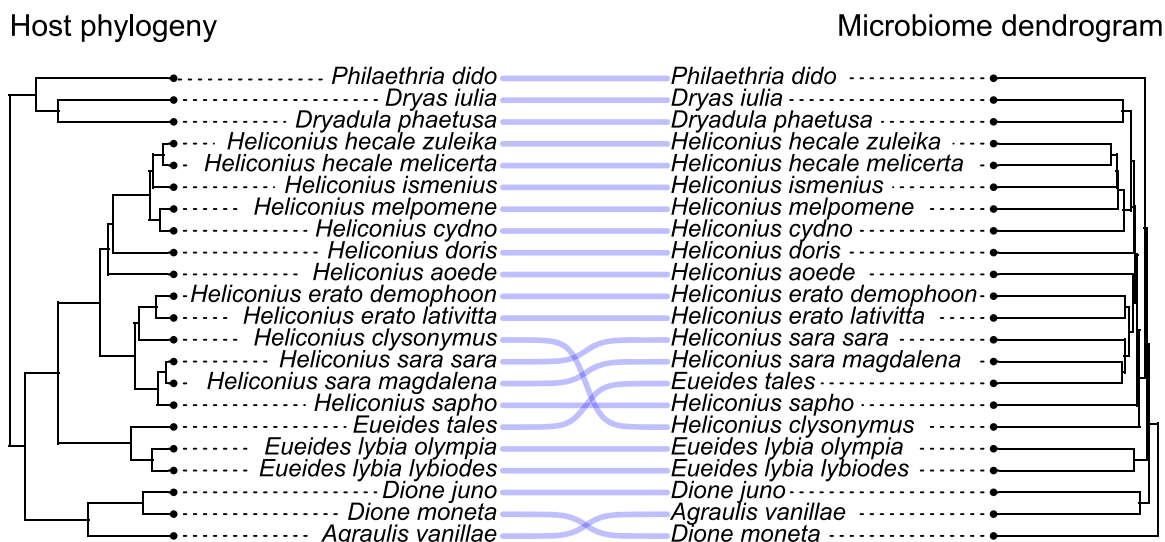 Host phylogeny Microbiome dendrogram
Philaethria dido Philaethria dido
Dryas iulia Dryas iulia
Dryadula phaetusa Dryadula phaetusa
Heliconius hecale zuleika Heliconius hecale zuleika
Heliconius hecale melicerta Heliconius hecale melicerta
Heliconius ismenius Heliconius ismenius
Heliconius melpomene Heliconius melpomene
Heliconius cydno Heliconius cydno
Heliconius doris Heliconius doris
Heliconius aoede Heliconius aoede
Heliconius erato demophoon Heliconius erato demophoon
Heliconius erato lativitta Heliconius erato lativitta
Heliconius clysonymus Heliconius sara sara
Heliconius sara sara Heliconius sara magdalena
Heliconius sara magdalena Eueides tales
Heliconius sapho Heliconius sapho
Eueides tales Heliconius clysonymus
Eueides lybia olympia Eueides lybia olympia
Eueides lybia lybiodes Eueides lybia lybiodes
Dione juno Dione juno
Dione moneta Agraulis vanillae
Agraulis vanillae Dione moneta